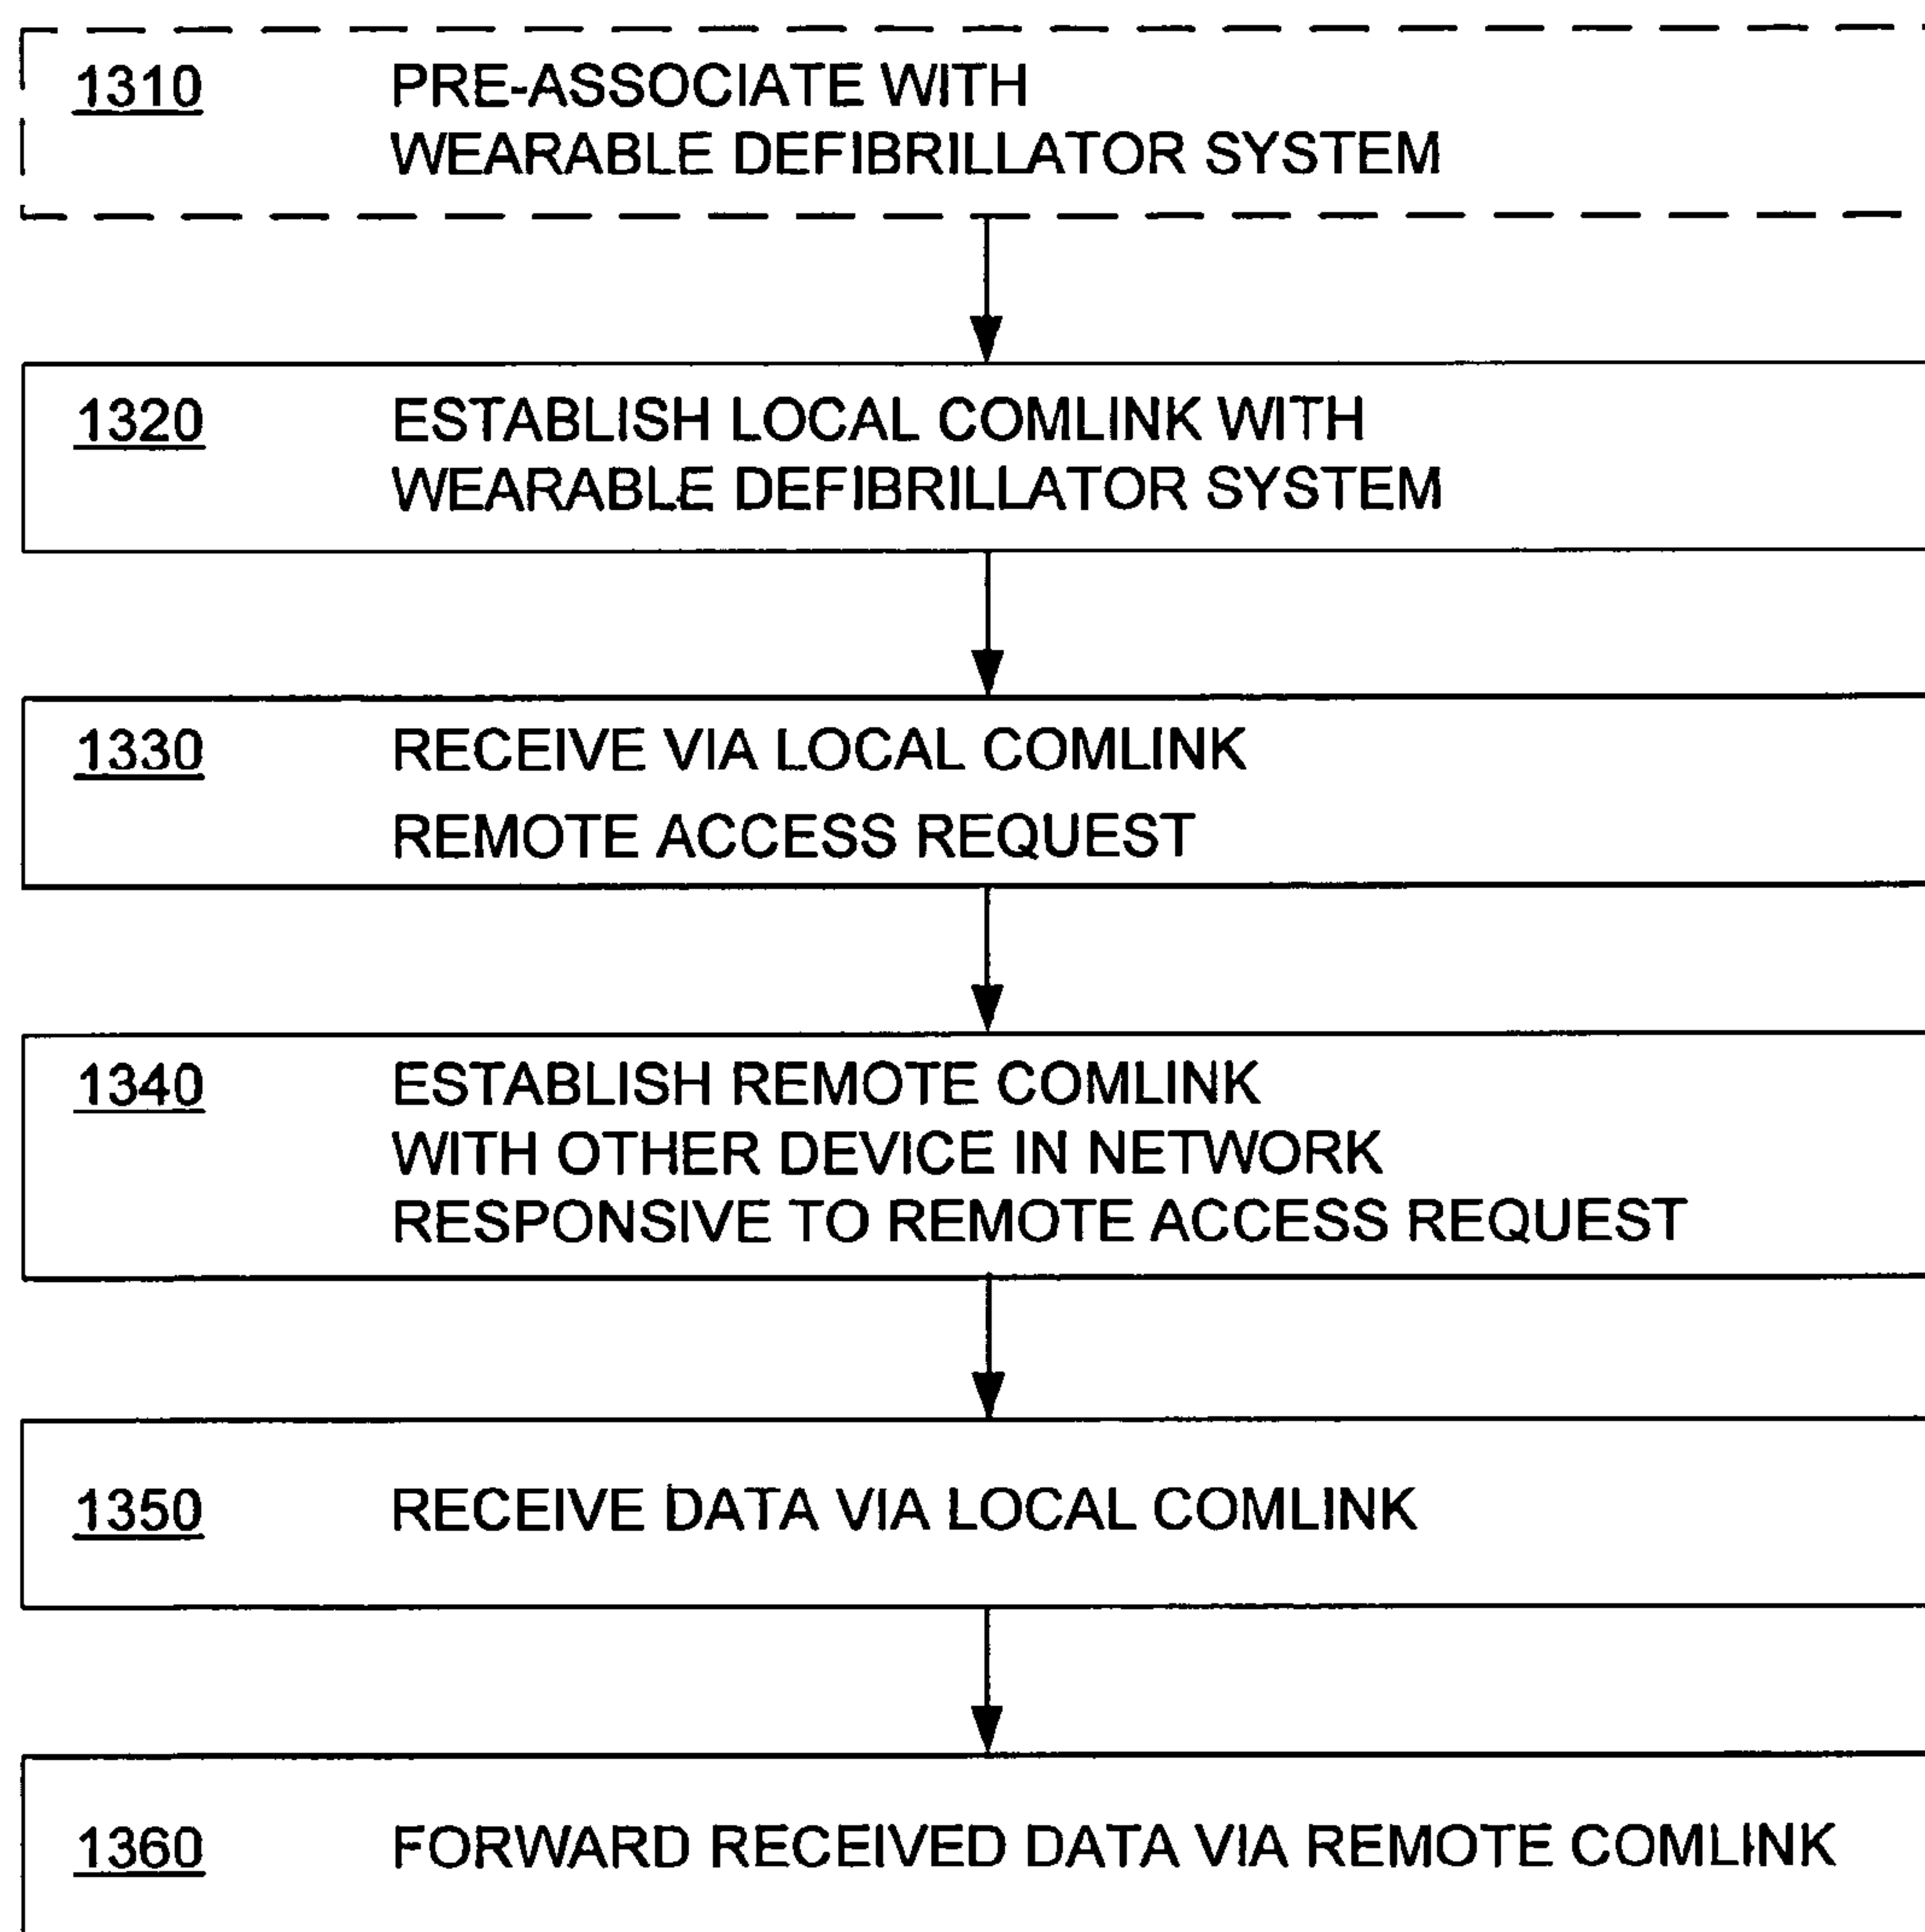 1310 PRE-ASSOCIATE WITH
WEARABLE DEFIBRILLATOR SYSTEM
1320 ESTABLISH LOCAL COMLINK WITH
WEARABLE DEFIBRILLATOR SYSTEM
1330 RECEIVE VIA LOCAL COMLINK
REMOTE ACCESS REQUEST
1340 ESTABLISH REMOTE COMLINK
WITH OTHER DEVICE IN NETWORK
RESPONSIVE TO REMOTE ACCESS REQUEST
1350 RECEIVE DATA VIA LOCAL COMLINK
1360 FORWARD RECEIVED DATA VIA REMOTE COMLINK